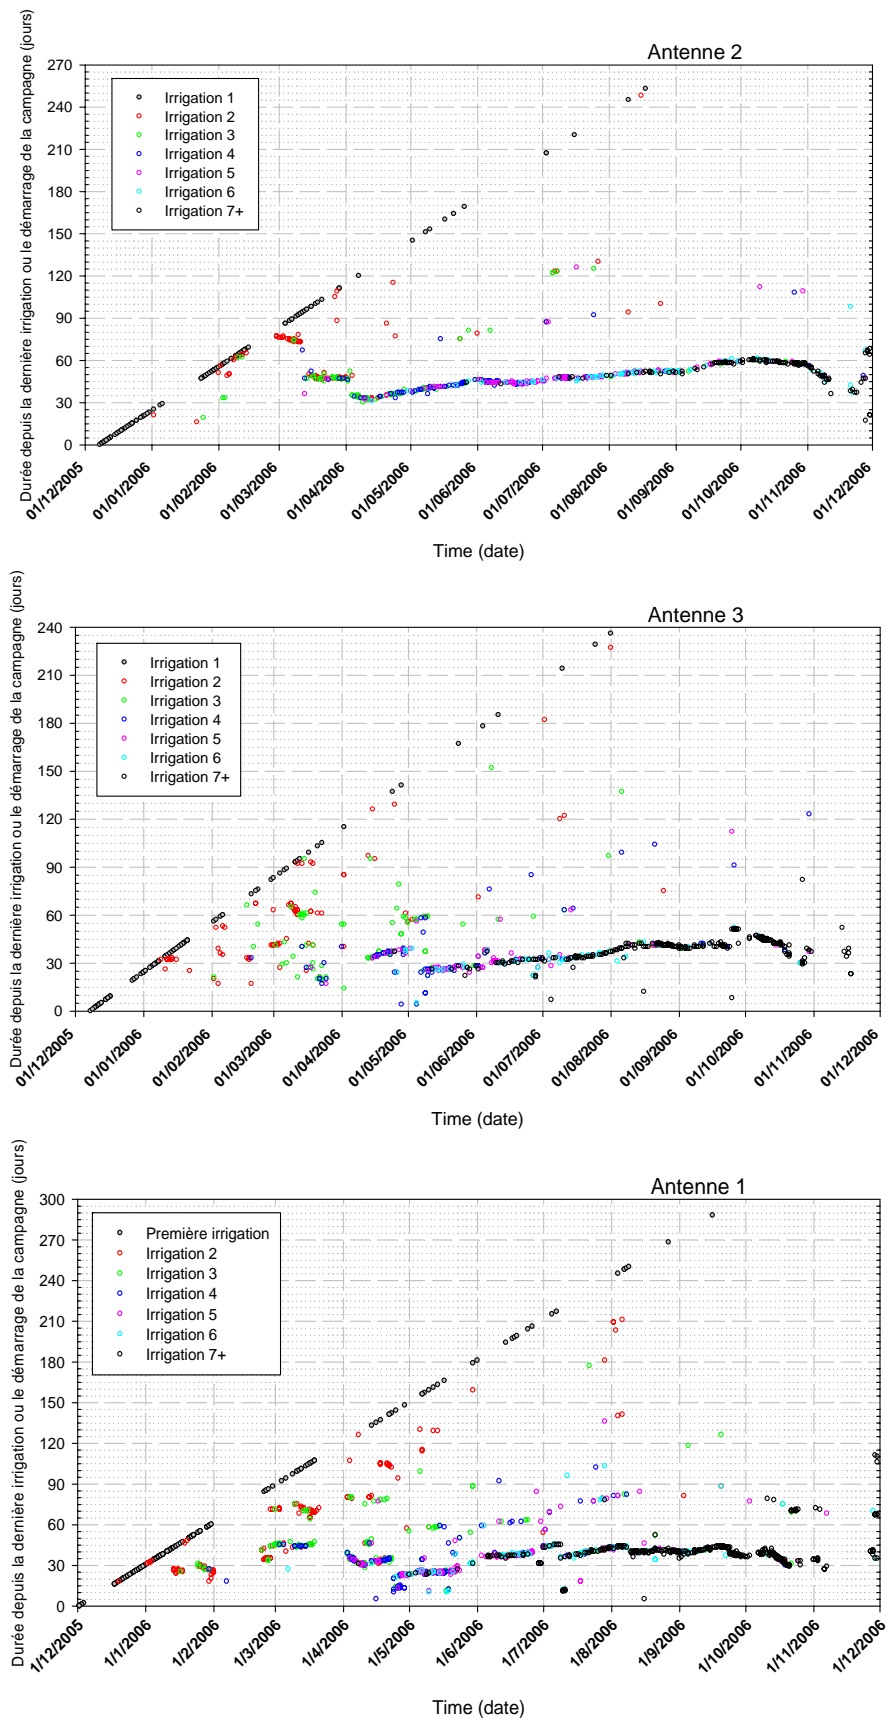 Antenne 2
Durée depuis la dernière irrigation ou le démarrage de la campagne (jours)
270
240
210
180
150
120
90
60
30
0
Irrigation 1
Irrigation 2
Irrigation 3
Irrigation 4
Irrigation 5
Irrigation 6
Irrigation 7+
01/12/2005
01/01/2006
01/02/2006
01/03/2006
01/04/2006
01/05/2006
01/06/2006
01/07/2006
01/08/2006
01/09/2006
01/10/2006
01/11/2006
01/12/2006
Time (date)
Antenne 3
Durée depuis la dernière irrigation ou le démarrage de la campagne (jours)
240
210
180
150
120
90
60
30
0
Irrigation 1
Irrigation 2
Irrigation 3
Irrigation 4
Irrigation 5
Irrigation 6
Irrigation 7+
01/12/2005
01/01/2006
01/02/2006
01/03/2006
01/04/2006
01/05/2006
01/06/2006
01/07/2006
01/08/2006
01/09/2006
01/10/2006
01/11/2006
01/12/2006
Time (date)
Antenne 1
Durée depuis la dernière irrigation ou le démarrage de la campagne (jours)
300
270
240
210
180
150
120
90
60
30
0
Première irrigation
Irrigation 2
Irrigation 3
Irrigation 4
Irrigation 5
Irrigation 6
Irrigation 7+
1/12/2005
1/1/2006
1/2/2006
1/3/2006
1/4/2006
1/5/2006
1/6/2006
1/7/2006
1/8/2006
1/9/2006
1/10/2006
1/11/2006
1/12/2006
Time (date)